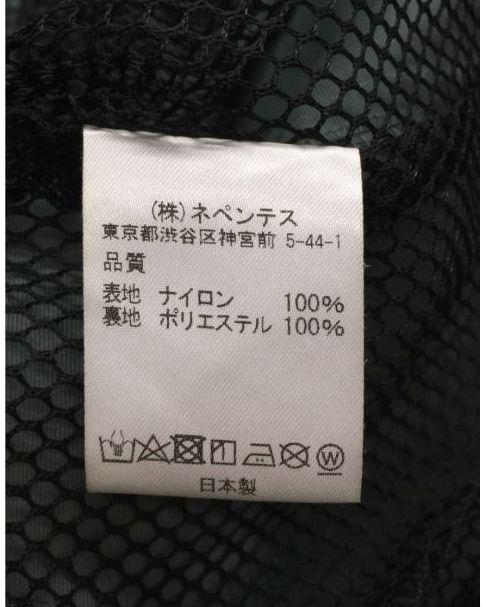 (株)ネペンテス
東京都渋谷区神宮前 5-44-1
品質
表地 ナイロン 100%
裏地 ポリエステル 100%
W
日本製